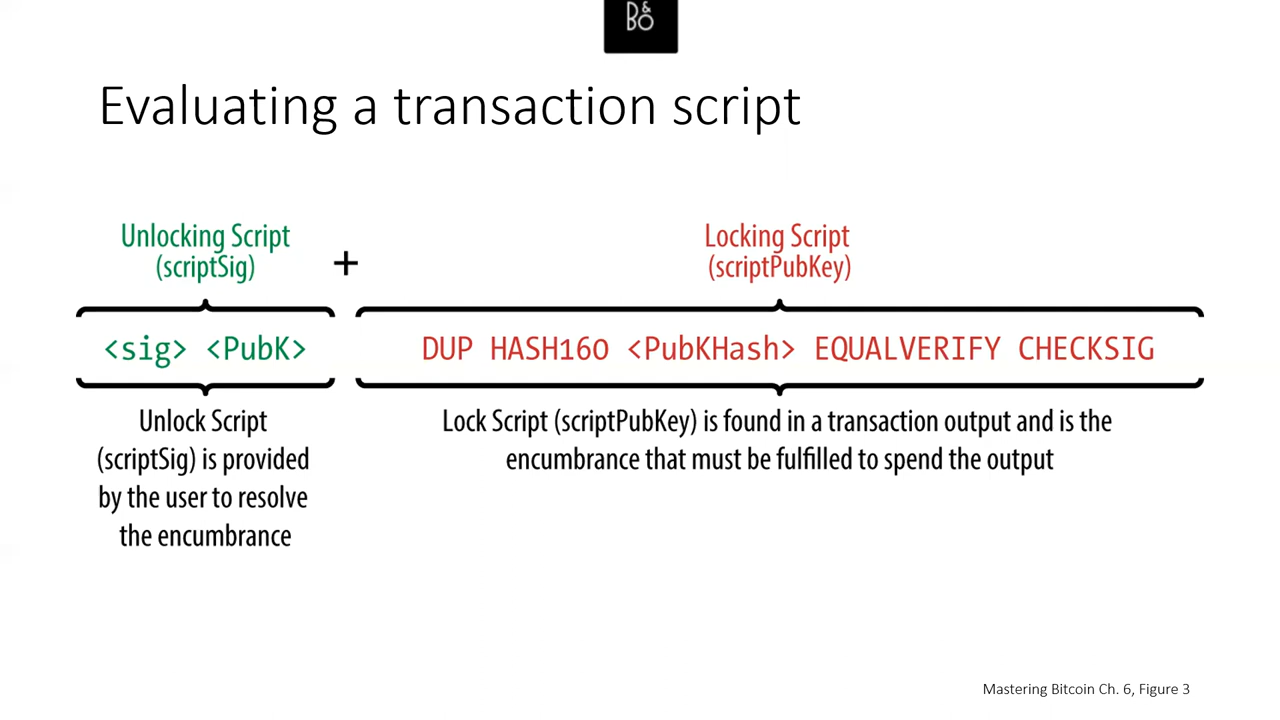 D&
BO
Evaluating a transaction script
Unlocking Script
(scriptSig)
+
Locking Script
(scriptPubKey)
<sig> <PubK>
DUP HASH160 <PubKHash> EQUALVERIFY CHECKSIG
Unlock Script
(scriptSig) is provided
by the user to resolve
the encumbrance
Lock Script (scriptPubKey) is found in a transaction output and is the
encumbrance that must be fulfilled to spend the output
Mastering Bitcoin Ch. 6, Figure 3